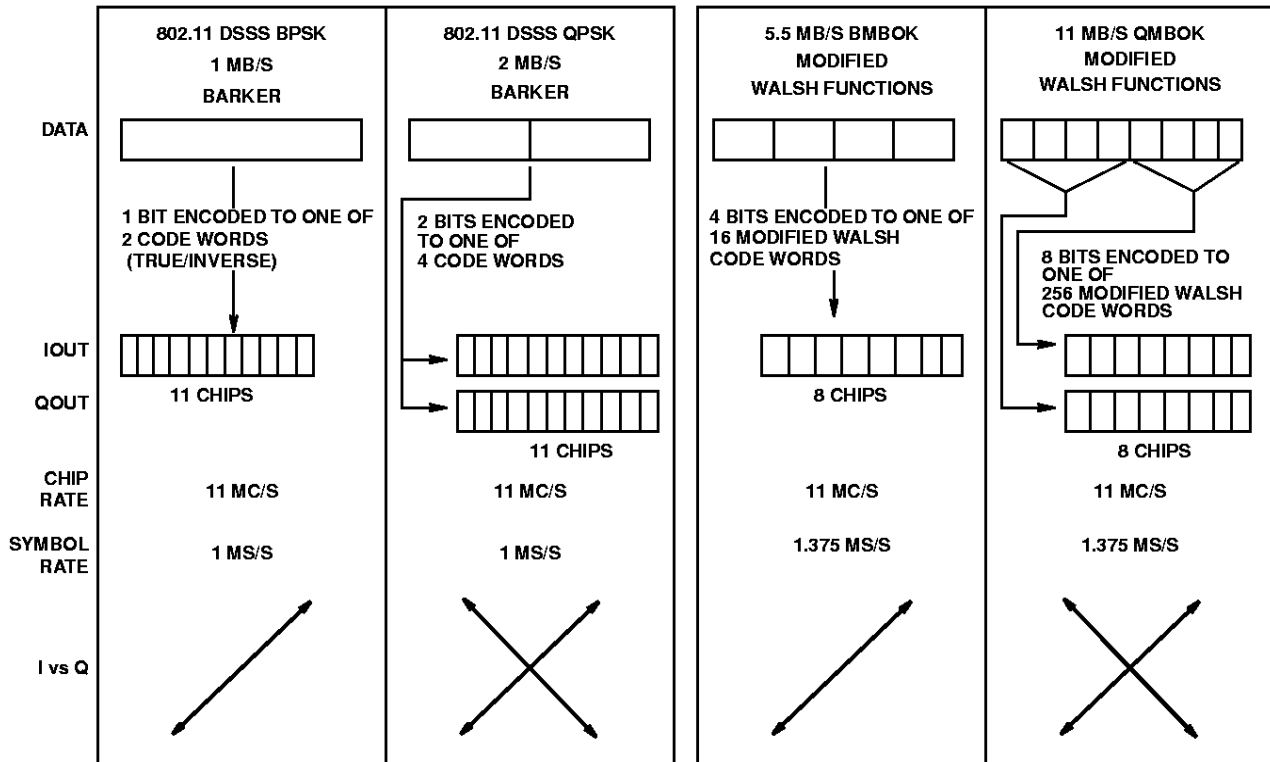 802.11 DSSS BPSK
1 MB/S
BARKER
802.11 DSSS QPSK
2 MB/S
BARKER
5.5 MB/S BMBOK
MODIFIED
WALSH FUNCTIONS
11 MB/S QMBOK
MODIFIED
WALSH FUNCTIONS
DATA
1 BIT ENCODED TO ONE OF
2 CODE WORDS
(TRUE/INVERSE)
2 BITS ENCODED
TO ONE OF
4 CODE WORDS
4 BITS ENCODED TO ONE OF
16 MODIFIED WALSH
CODE WORDS
8 BITS ENCODED TO
ONE OF
256 MODIFIED WALSH
CODE WORDS
IOUT
QOUT
11 CHIPS
11 CHIPS
8 CHIPS
8 CHIPS
CHIP
RATE
11 MC/S
11 MC/S
11 MC/S
11 MC/S
SYMBOL
RATE
1 MS/S
1 MS/S
1.375 MS/S
1.375 MS/S
I vs Q